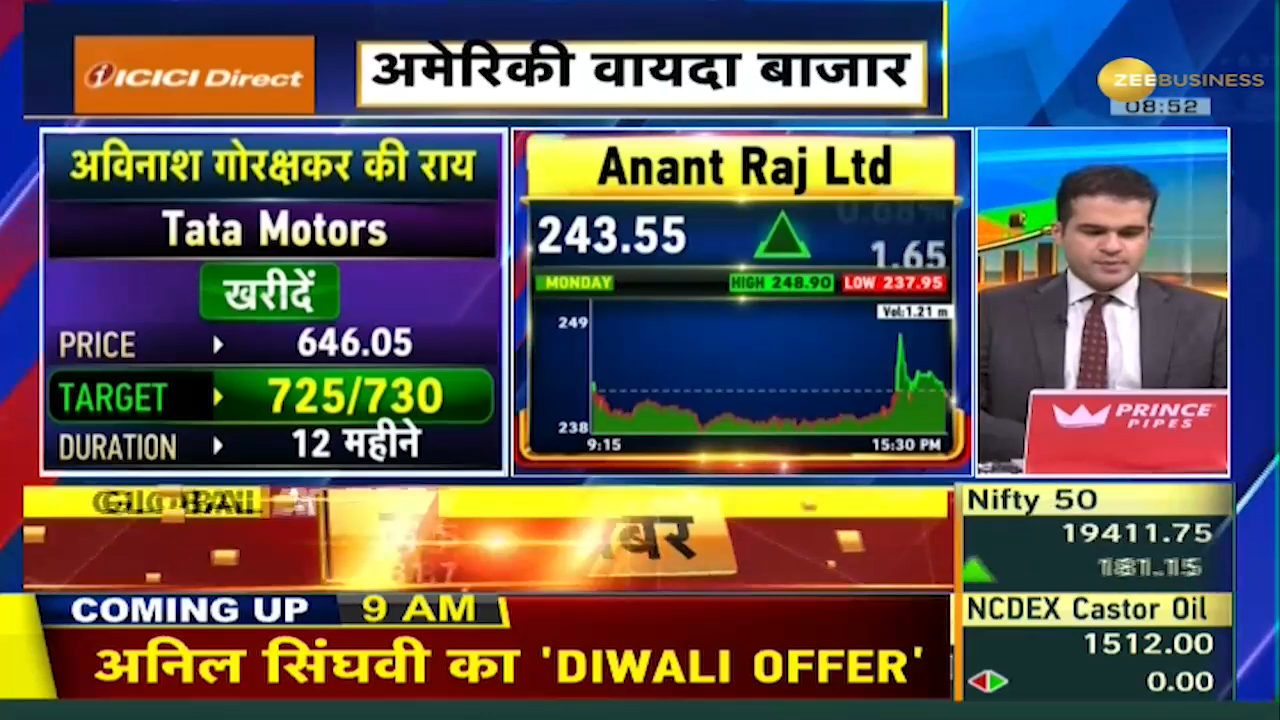 ICICI Direct
अमेरिकी वायदा बाजार
ZEEBUSINESS
08:52
अविनाश गोरक्षकर की राय
Tata Motors
खरीदें
PRICE 646.05
TARGET 725/730
DURATION 12 महीने
Anant Raj Ltd
243.55
0.68%
1.65
MONDAY HIGH 248.90 LOW 237.95
Vol:1.21 m
249
238
9:15 15:30 PM
PRINCE
PIPES
Nifty 50
19411.75
181.15
NCDEX Castor Oil
1512.00
0.00
COMING UP 9 AM
अनिल सिंघवी का 'DIWALI OFFER'